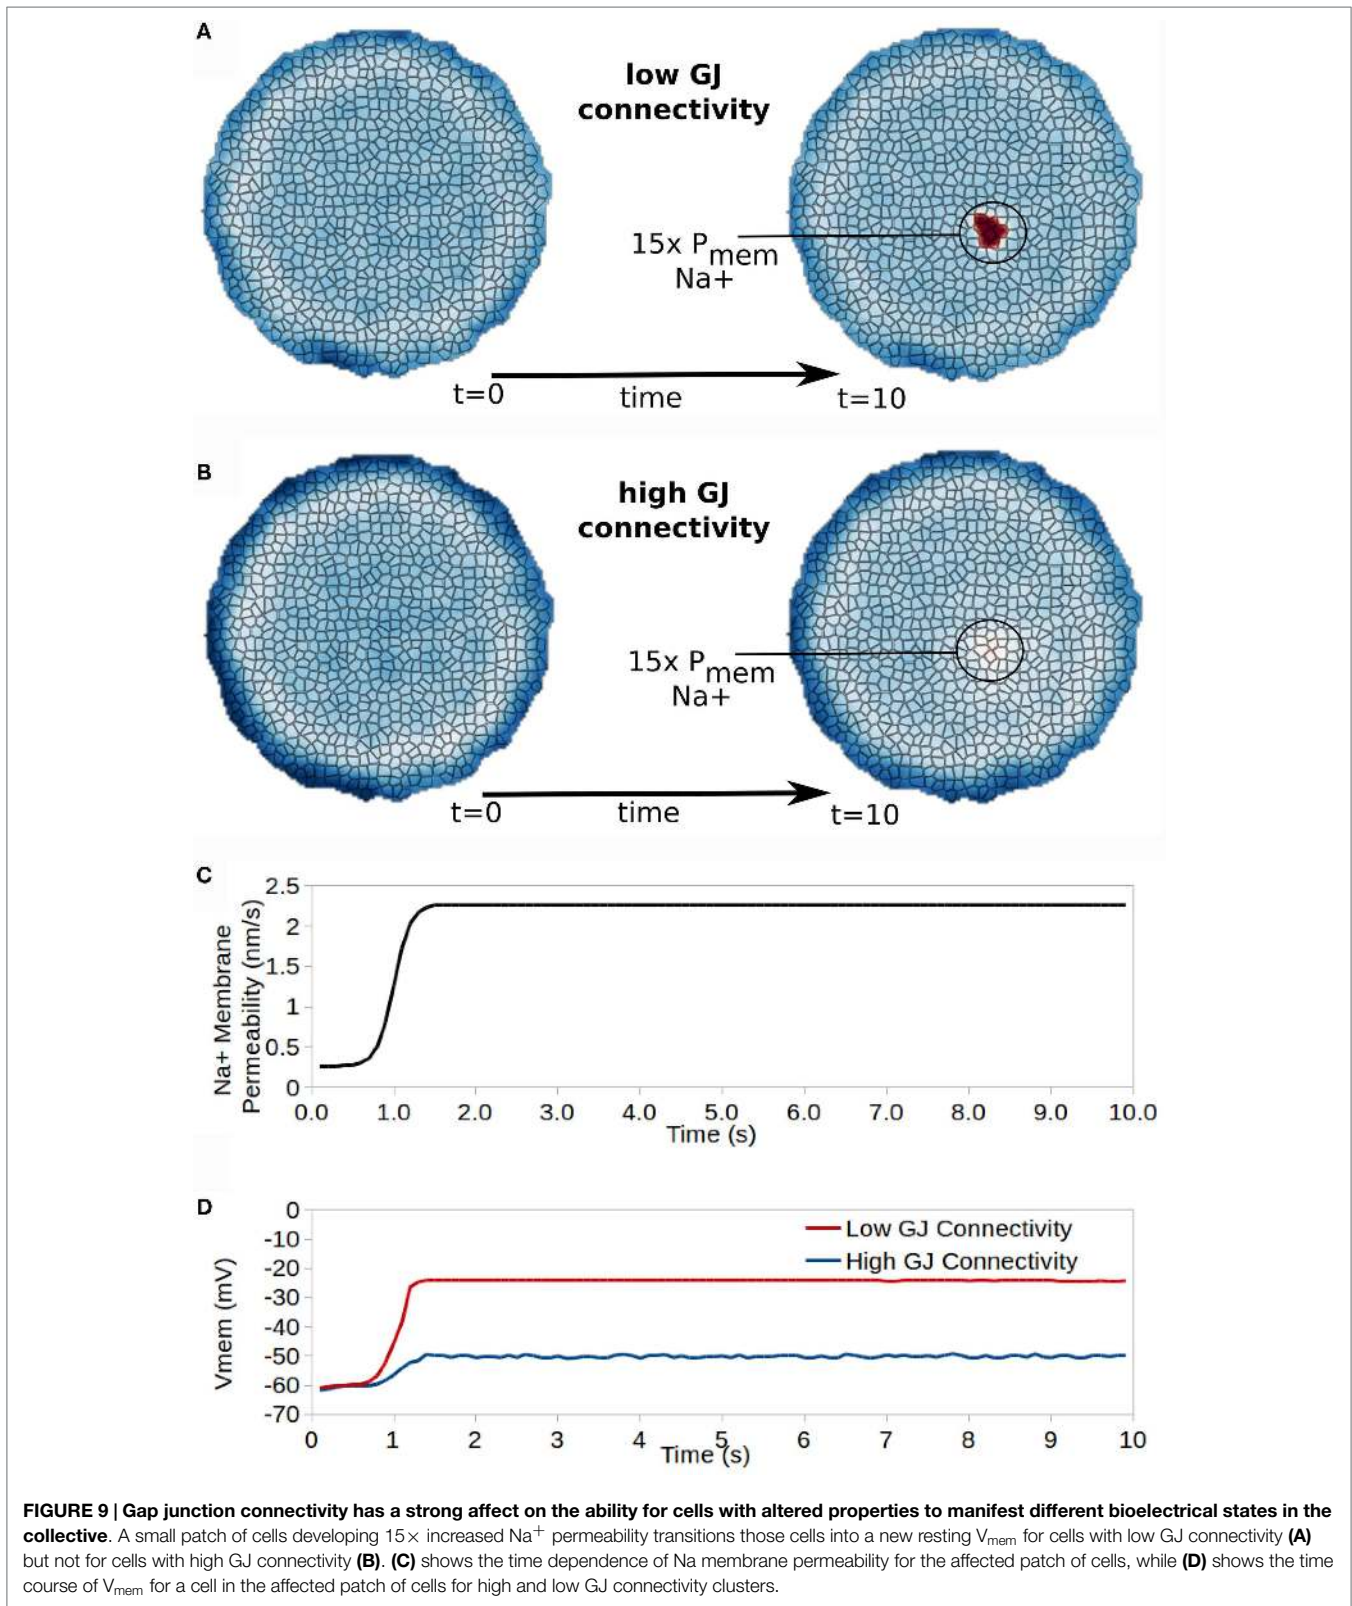 A
low GJ
connectivity
15x Pmem
Na+
t=0
time
t=10
B
high GJ
connectivity
15x Pmem
Na+
t=0
time
t=10
C
Na+ Membrane
Permeability (nm/s)
2.5
2
1.5
1
0.5
0
0.0 1.0 2.0 3.0 4.0 5.0 6.0 7.0 8.0 9.0 10.0
Time (s)
D
Vmem (mV)
0
-10
-20
-30
-40
-50
-60
-70
Low GJ Connectivity
High GJ Connectivity
0 1 2 3 4 5 6 7 8 9 10
Time (s)
FIGURE 9 | Gap junction connectivity has a strong affect on the ability for cells with altered properties to manifest different bioelectrical states in the
collective. A small patch of cells developing 15× increased Na+ permeability transitions those cells into a new resting Vmem for cells with low GJ connectivity (A)
but not for cells with high GJ connectivity (B). (C) shows the time dependence of Na membrane permeability for the affected patch of cells, while (D) shows the time
course of Vmem for a cell in the affected patch of cells for high and low GJ connectivity clusters.